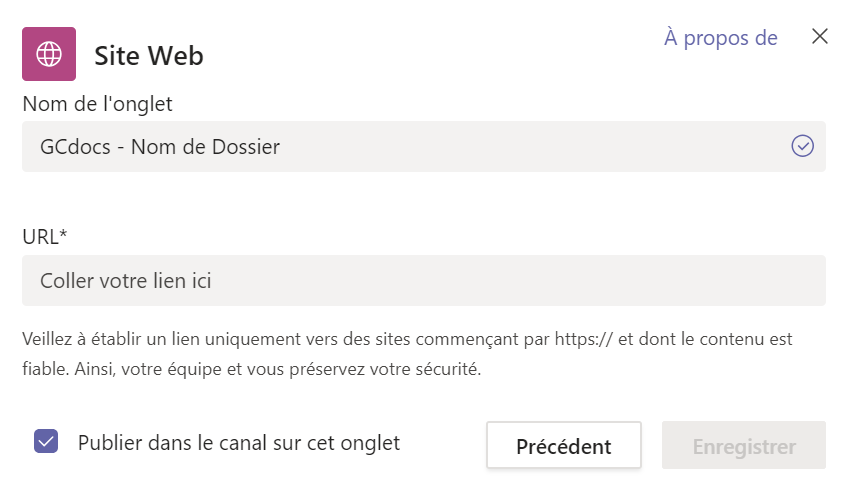 À propos de
Site Web
Nom de l'onglet
GCdocs - Nom de Dossier
URL*
Coller votre lien ici
Veillez à établir un lien uniquement vers des sites commençant par https:// et dont le contenu est
fiable. Ainsi, votre équipe et vous préservez votre sécurité.
Publier dans le canal sur cet onglet
Précédent
Enregistrer